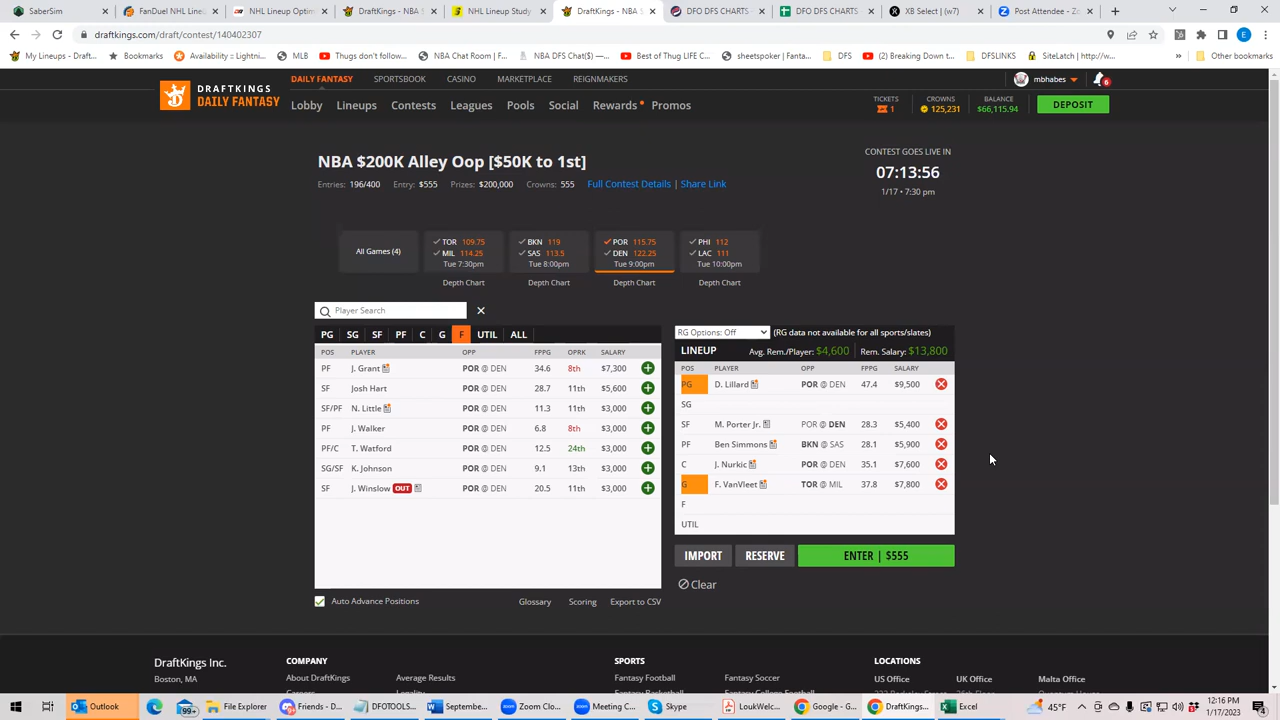 SaberSim
FanDuel NHL Lineu
NHL Lineup Optim
DraftKings - NBA S
NHL Lineup Study
DraftKings - NBA S
DFO DFS CHARTS -
DFO DFS CHARTS
XB Select | (w7)
Post Attendee - Zo
draftkings.com/draft/contest/140402307
My Lineups - Draft...
Bookmarks
Availability :: Lightni...
MLB
Thugs don't follow...
NBA Chat Room | F...
NBA DFS Chat($) -...
Best of Thug LIFE C...
sheetspoker | Fanta...
DFS
(2) Breaking Down t...
DFSLINKS
SiteLatch | http://w...
Other bookmarks
DRAFTKINGS
DAILY FANTASY
DAILY FANTASY
SPORTSBOOK
CASINO
MARKETPLACE
REIGNMAKERS
mbhabes
6
Lobby
Lineups
Contests
Leagues
Pools
Social
Rewards
Promos
TICKETS
1
CROWNS
125,231
BALANCE
$66,115.94
DEPOSIT
NBA $200K Alley Oop [$50K to 1st]
Entries: 196/400 Entry: $555 Prizes: $200,000 Crowns: 555 Full Contest Details | Share Link
CONTEST GOES LIVE IN
07:13:56
1/17 • 7:30 pm
All Games (4)
TOR 109.75
MIL 114.25
Tue 7:30pm
Depth Chart
BKN 119
SAS 113.5
Tue 8:00pm
Depth Chart
POR 115.75
DEN 122.25
Tue 9:00pm
Depth Chart
PHI 112
LAC 111
Tue 10:00pm
Depth Chart
Player Search
PG SG SF PF C G F UTIL ALL
POS PLAYER OPP FPPG OPRK SALARY
PF J. Grant POR @ DEN 34.6 8th $7,300
SF Josh Hart POR @ DEN 28.7 11th $5,600
SF/PF N. Little POR @ DEN 11.3 11th $3,000
PF J. Walker POR @ DEN 6.8 8th $3,000
PF/C T. Watford POR @ DEN 12.5 24th $3,000
SG/SF K. Johnson POR @ DEN 9.1 13th $3,000
SF J. Winslow OUT POR @ DEN 20.5 11th $3,000
Auto Advance Positions
Glossary
Scoring
Export to CSV
RG Options: Off
(RG data not available for all sports/slates)
LINEUP Avg. Rem./Player: $4,600 Rem. Salary: $13,800
POS PLAYER OPP FPPG SALARY
PG D. Lillard POR @ DEN 47.4 $9,500
SG
SF M. Porter Jr. POR @ DEN 28.3 $5,400
PF Ben Simmons BKN @ SAS 28.1 $5,900
C J. Nurkic POR @ DEN 35.1 $7,600
G F. VanVleet TOR @ MIL 37.8 $7,800
F
UTIL
IMPORT
RESERVE
ENTER | $555
Clear
DraftKings Inc.
Boston, MA
COMPANY
About DraftKings
Careers
Average Results
Legality
SPORTS
Fantasy Football
Fantasy Basketball
Fantasy Soccer
Fantasy College Football
LOCATIONS
US Office
UK Office
Malta Office
Outlook
99+
File Explorer
Friends - D...
DFOTOOLS...
Septembe...
Zoom Clo...
Meeting C...
Skype
LoukWelc...
Google - G...
DraftKings...
Excel
45°F
12:16 PM
1/17/2023
4